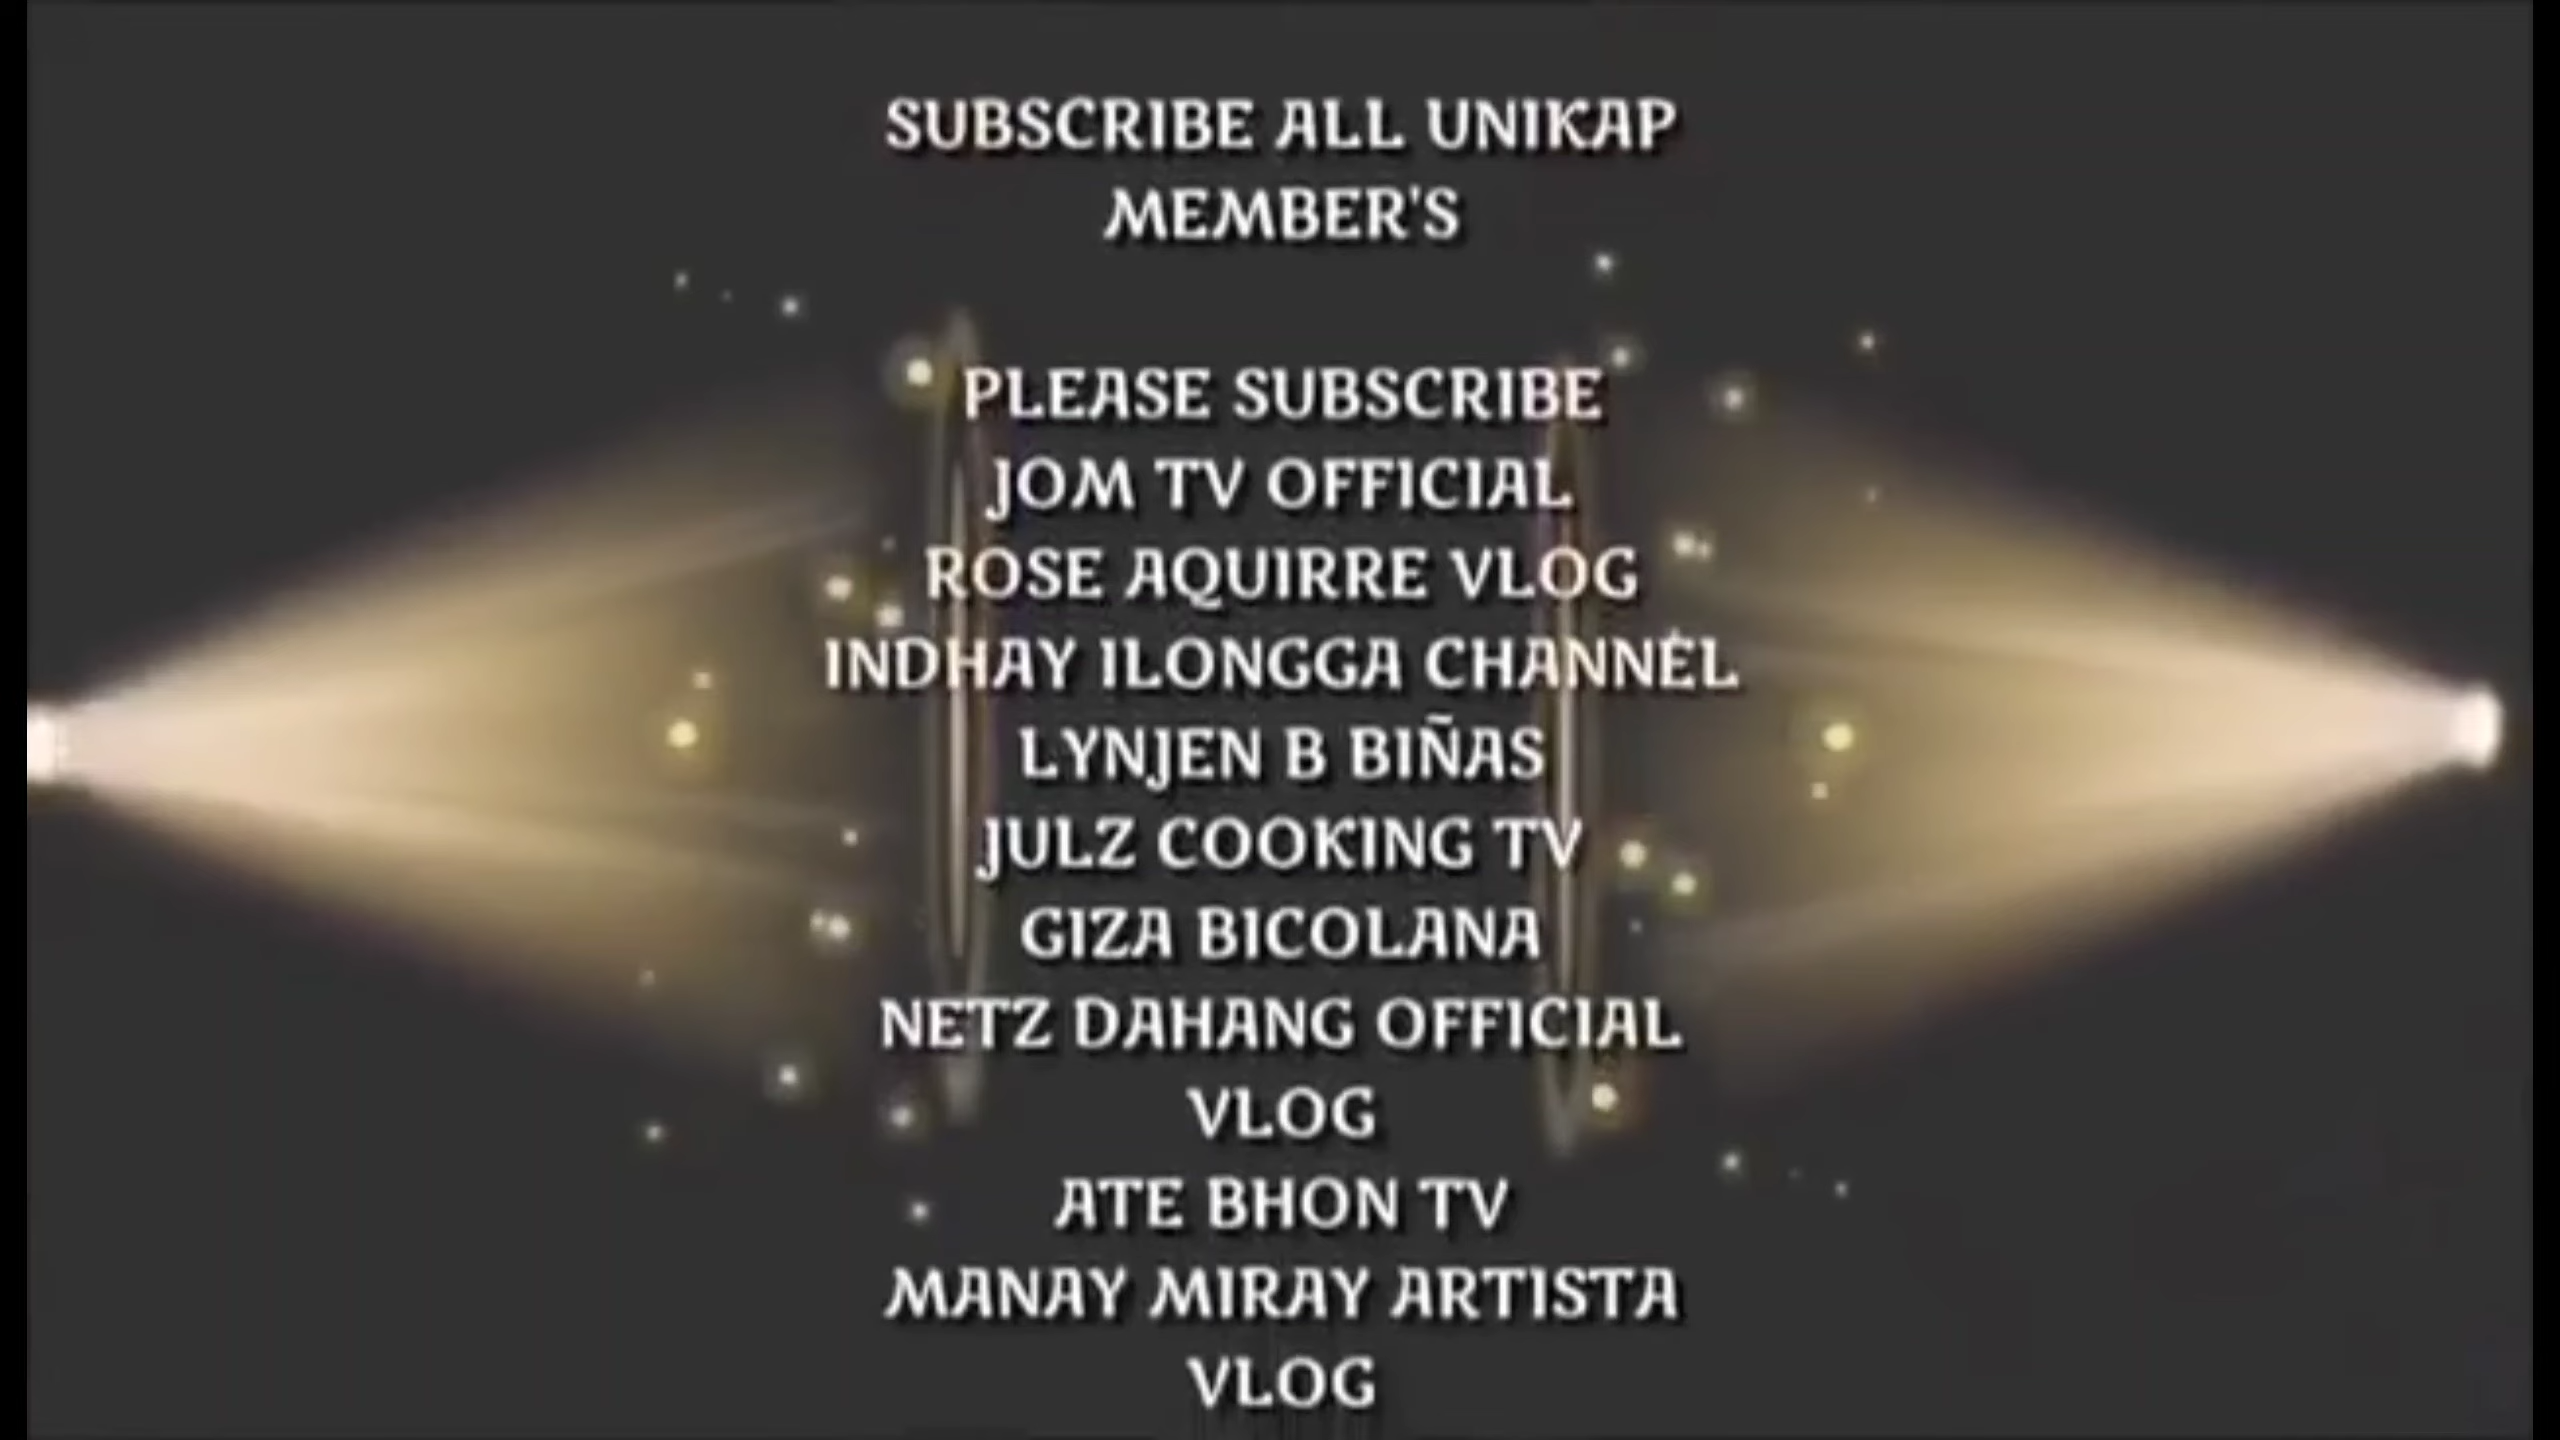 SUBSCRIBE ALL UNIKAP
MEMBER'S
PLEASE SUBSCRIBE
JOM TV OFFICIAL
ROSE AQUIRRE VLOG
INDHAY ILONGGA CHANNEL
LYNJEN B BIÑAS
JULZ COOKING TV
GIZA BICOLANA
NETZ DAHANG OFFICIAL
VLOG
ATE BHON TV
MANAY MIRAY ARTISTA
VLOG